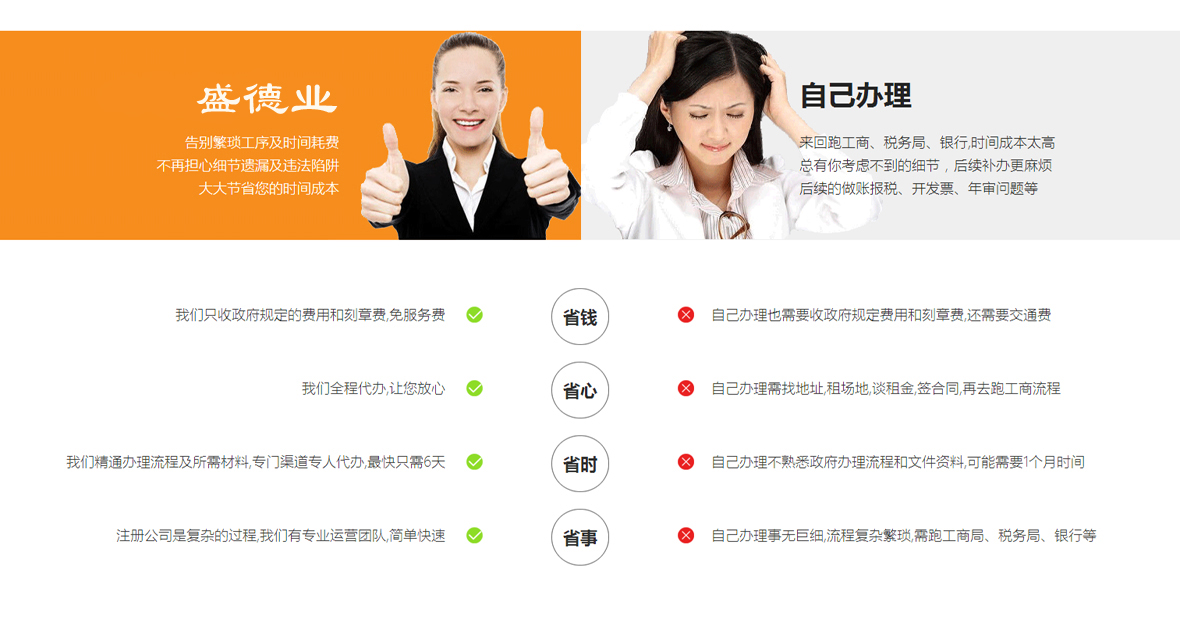 盛德业
告别繁琐工序及时间耗费
不再担心细节遗漏及违法陷阱
大大节省您的时间成本
自己办理
来回跑工商、税务局、银行,时间成本太高
总有你考虑不到的细节，后续补办更麻烦
后续的做账报税、开发票、年审问题等
我们只收政府规定的费用和刻章费,免服务费
省钱
自己办理也需要收政府规定费用和刻章费,还需要交通费
我们全程代办,让您放心
省心
自己办理需找地址,租场地,谈租金,签合同,再去跑工商流程
我们精通办理流程及所需材料,专门渠道专人代办,最快只需6天
省时
自己办理不熟悉政府办理流程和文件资料,可能需要1个月时间
注册公司是复杂的过程,我们有专业运营团队,简单快速
省事
自己办理事无巨细,流程复杂繁琐,需跑工商局、税务局、银行等